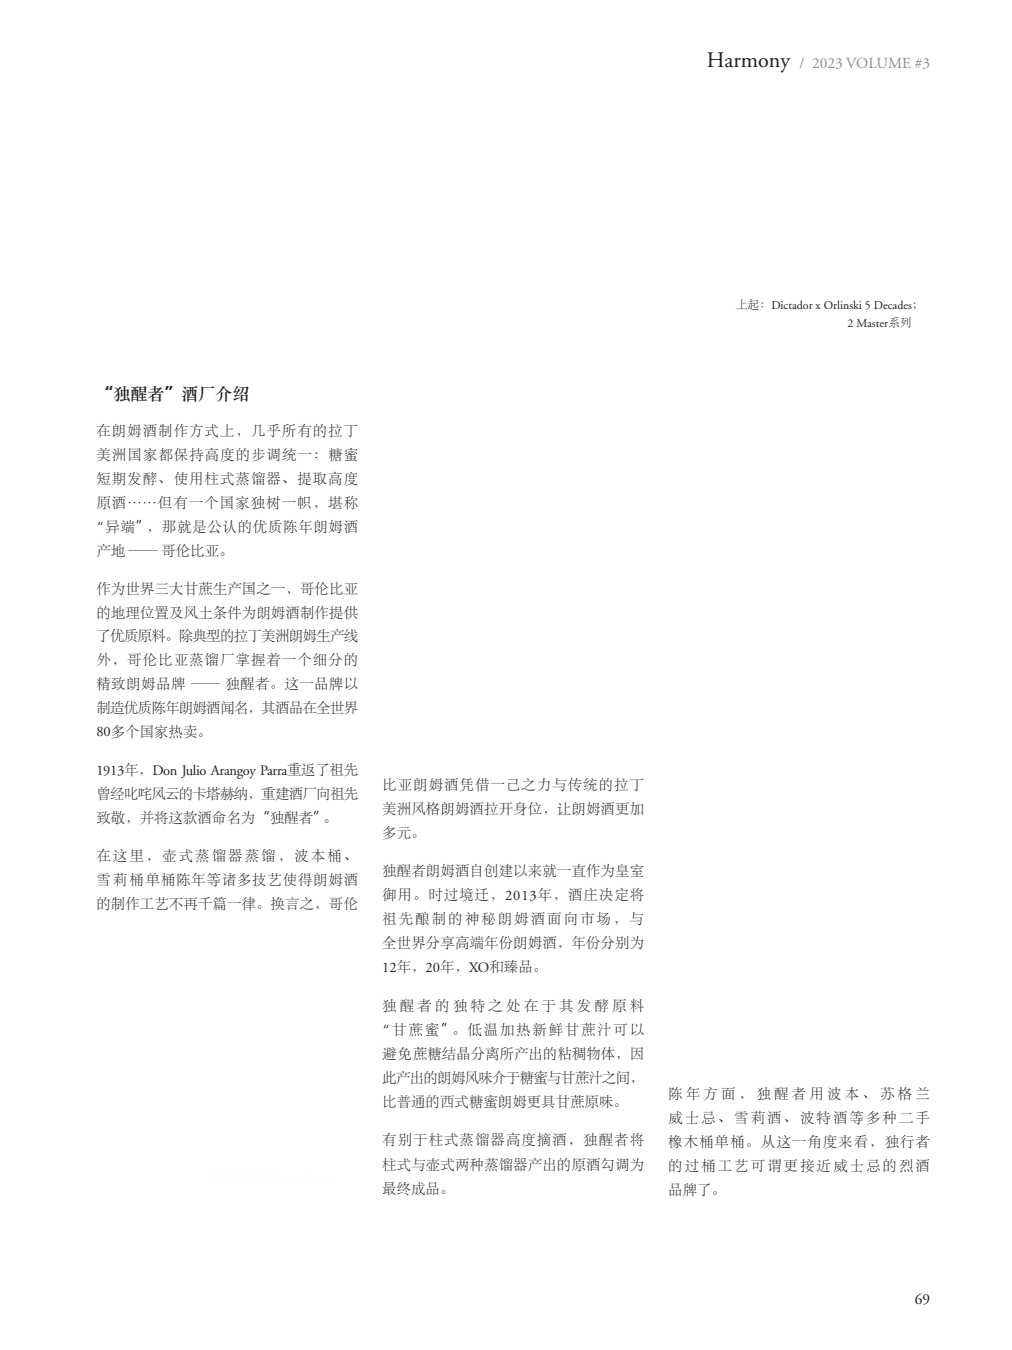 Harmony / 2023 VOLUME #3
上起：Dictador x Orlinski 5 Decades；
2 Master系列
“独醒者”酒厂介绍
在朗姆酒制作方式上，几乎所有的拉丁
美洲国家都保持高度的步调统一：糖蜜
短期发酵、使用柱式蒸馏器、提取高度
原酒……但有一个国家独树一帜，堪称
“异端”，那就是公认的优质陈年朗姆酒
产地 —— 哥伦比亚。
作为世界三大甘蔗生产国之一，哥伦比亚
的地理位置及风土条件为朗姆酒制作提供
了优质原料。除典型的拉丁美洲朗姆生产线
外，哥伦比亚蒸馏厂掌握着一个细分的
精致朗姆品牌 —— 独醒者。这一品牌以
制造优质陈年朗姆酒闻名，其酒品在全世界
80多个国家热卖。
1913年，Don Julio Arangoy Parra重返了祖先
曾经叱咤风云的卡塔赫纳，重建酒厂向祖先
致敬，并将这款酒命名为“独醒者”。
在这里，壶式蒸馏器蒸馏，波本桶、
雪莉桶单桶陈年等诸多技艺使得朗姆酒
的制作工艺不再千篇一律。换言之，哥伦
比亚朗姆酒凭借一己之力与传统的拉丁
美洲风格朗姆酒拉开身位，让朗姆酒更加
多元。
独醒者朗姆酒自创建以来就一直作为皇室
御用。时过境迁，2013年，酒庄决定将
祖先酿制的神秘朗姆酒面向市场，与
全世界分享高端年份朗姆酒，年份分别为
12年，20年，XO和臻品。
独醒者的独特之处在于其发酵原料
“甘蔗蜜”。低温加热新鲜甘蔗汁可以
避免蔗糖结晶分离所产出的粘稠物体，因
此产出的朗姆风味介于糖蜜与甘蔗汁之间，
比普通的西式糖蜜朗姆更具甘蔗原味。
有别于柱式蒸馏器高度摘酒，独醒者将
柱式与壶式两种蒸馏器产出的原酒勾调为
最终成品。
陈年方面，独醒者用波本、苏格兰
威士忌、雪莉酒、波特酒等多种二手
橡木桶单桶。从这一角度来看，独行者
的过桶工艺可谓更接近威士忌的烈酒
品牌了。
69